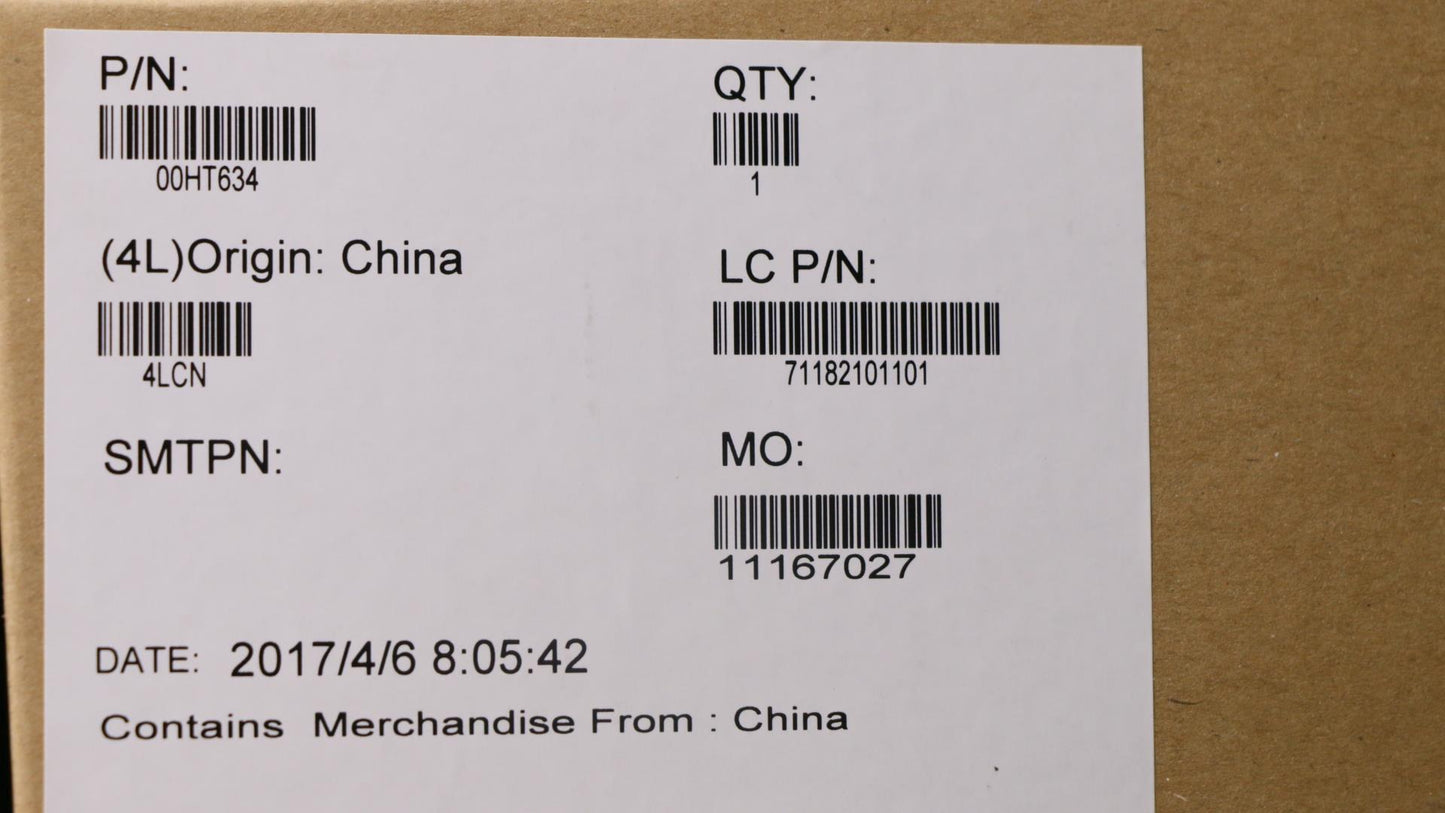 P/N:
00HT634
QTY:
1
(4L)Origin: China
4LCN
LC P/N:
71182101101
SMTPN:
MO:
11167027
DATE: 2017/4/6 8:05:42
Contains Merchandise From : China